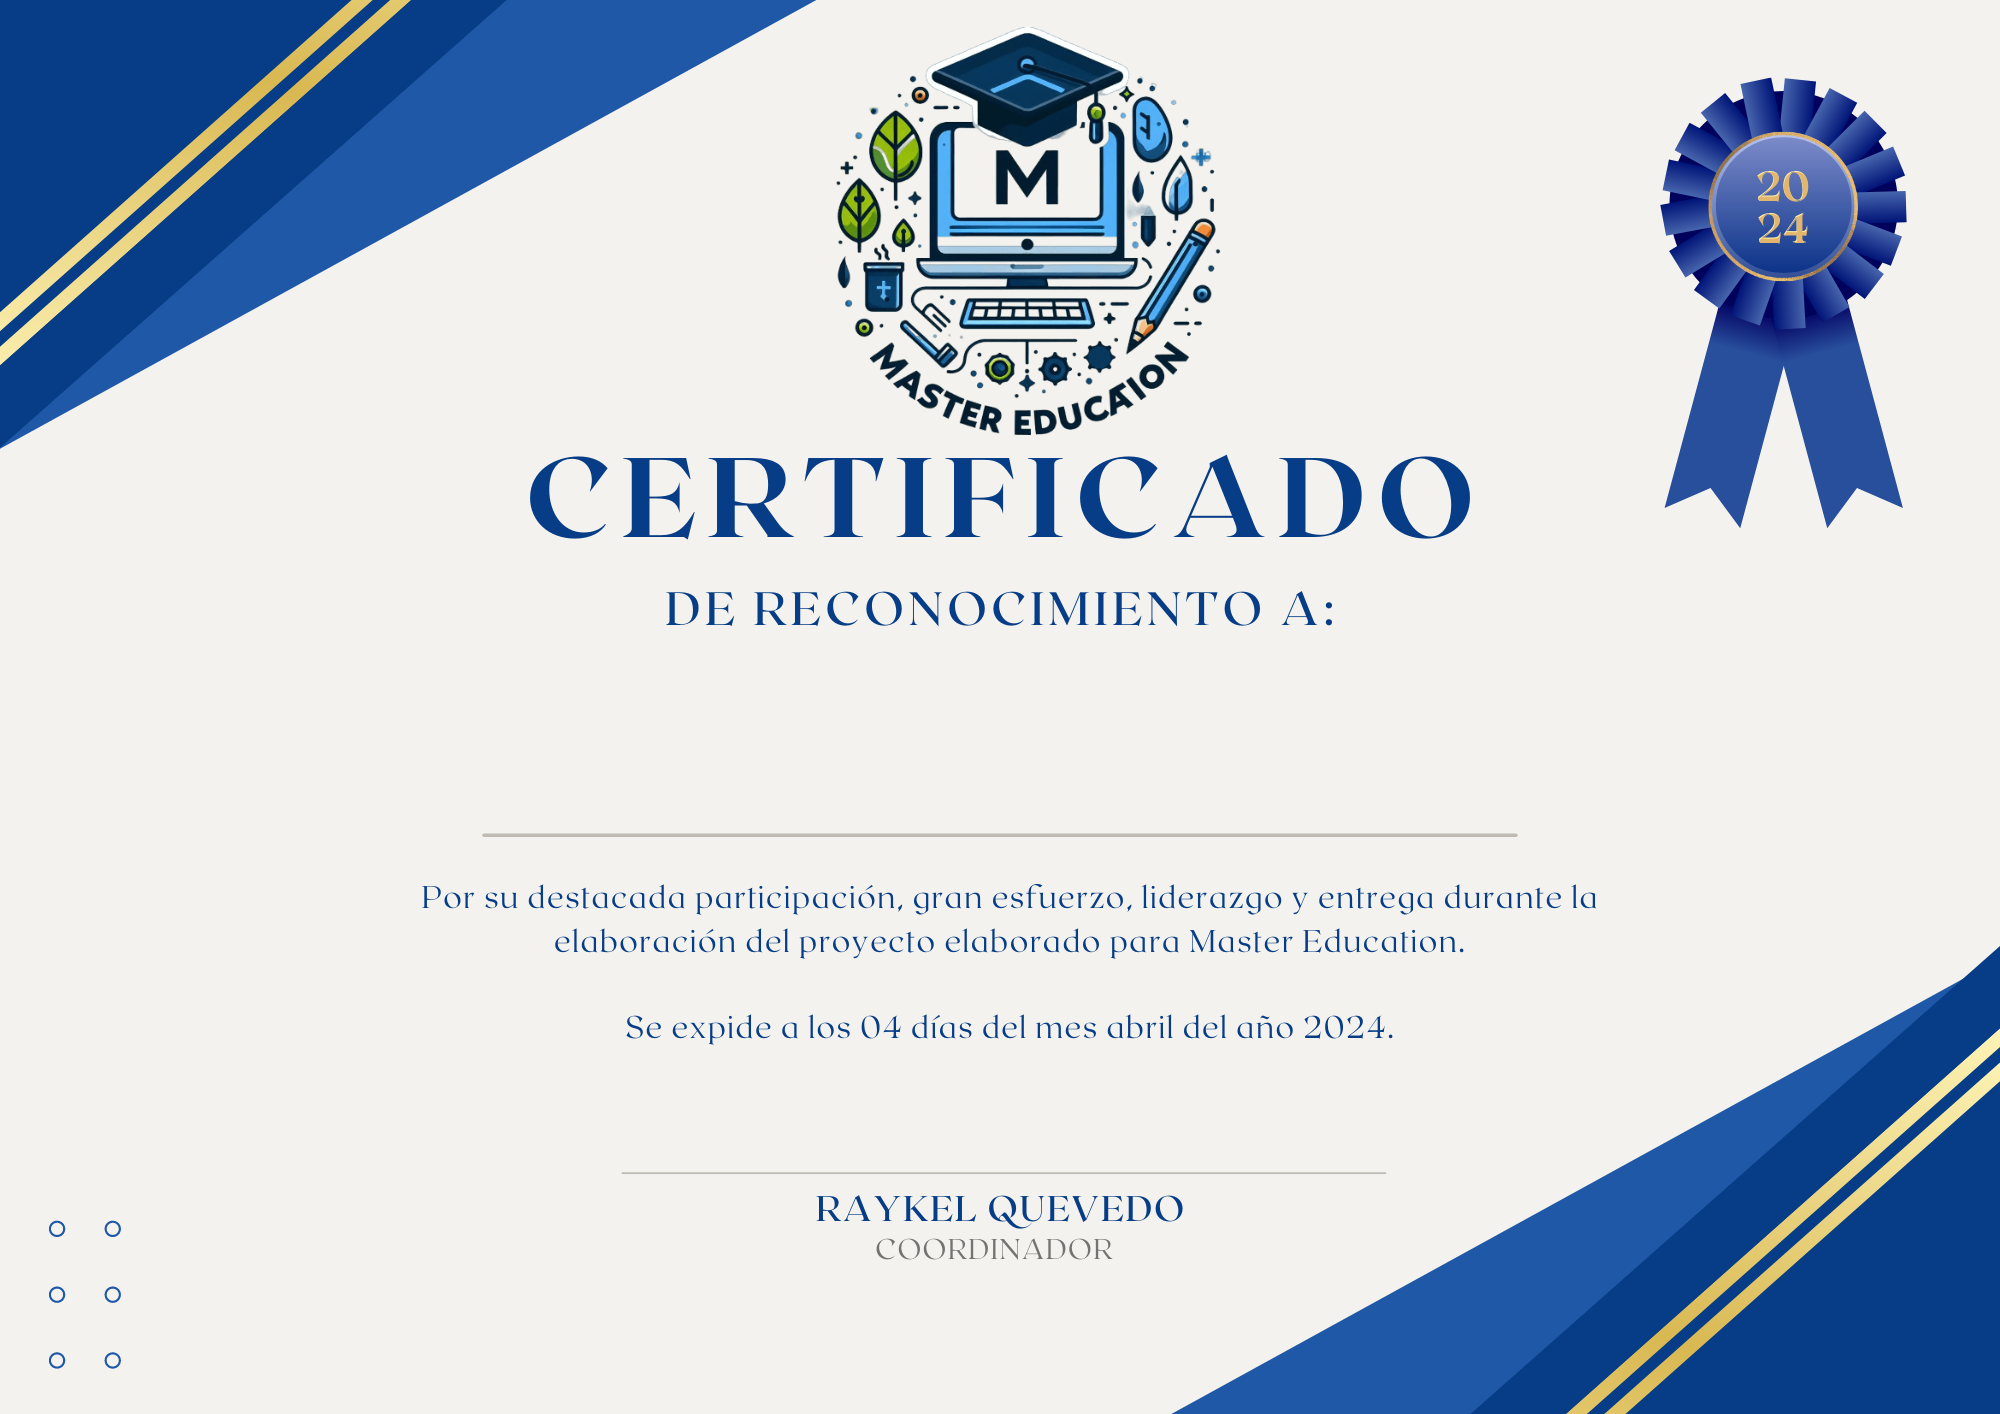 M
MASTER EDUCATION
20
24
CERTIFICADO
DE RECONOCIMIENTO A:
Por su destacada participación, gran esfuerzo, liderazgo y entrega durante la
elaboración del proyecto elaborado para Master Education.
Se expide a los 04 días del mes abril del año 2024.
RAYKEL QUEVEDO
COORDINADOR